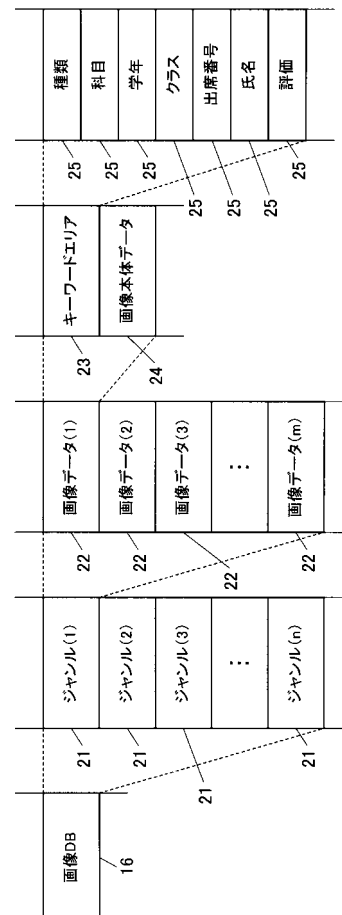 画像DB
16
ジャンル(1)
ジャンル(2)
ジャンル(3)
⋮
ジャンル(n)
21
21
21
21
画像データ(1)
画像データ(2)
画像データ(3)
⋮
画像データ(m)
22
22
22
22
キーワードエリア
画像本体データ
23
24
種類
科目
学年
クラス
出席番号
氏名
評価
25
25
25
25
25
25
25